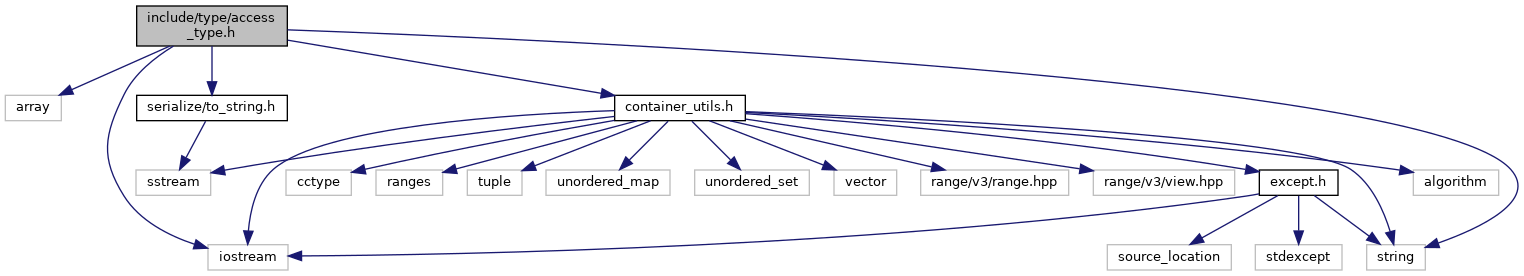 include/type/access
_type.h
array
serialize/to_string.h
container_utils.h
sstream
cctype
ranges
tuple
unordered_map
unordered_set
vector
range/v3/range.hpp
range/v3/view.hpp
except.h
algorithm
iostream
source_location
stdexcept
string